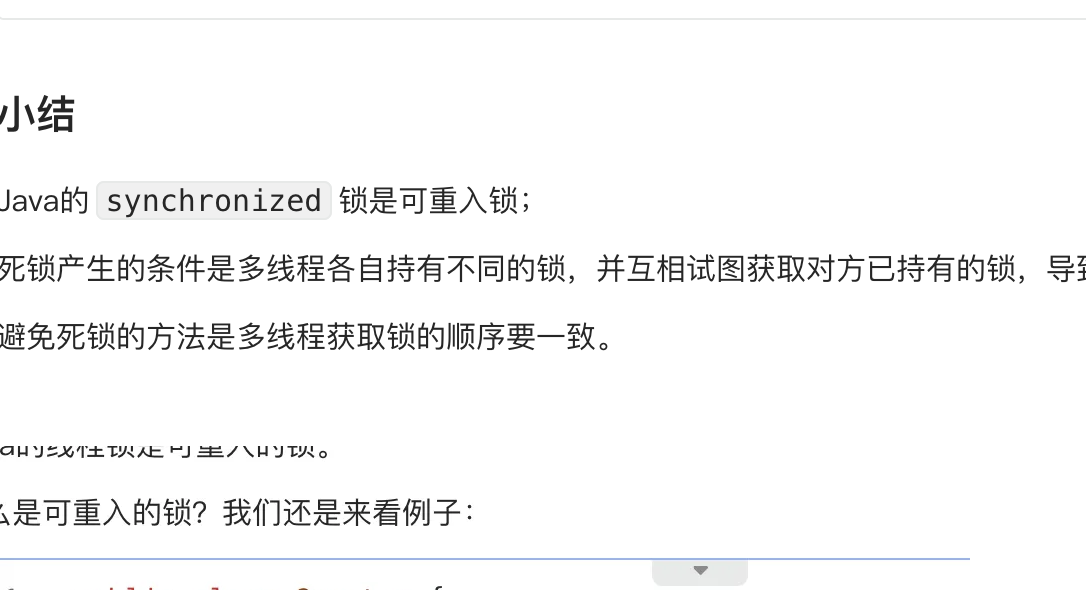 小结
Java的 synchronized 锁是可重入锁；
死锁产生的条件是多线程各自持有不同的锁，并互相试图获取对方已持有的锁，导
避免死锁的方法是多线程获取锁的顺序要一致。
a的线程锁是可重入的锁。
么是可重入的锁？我们还是来看例子：